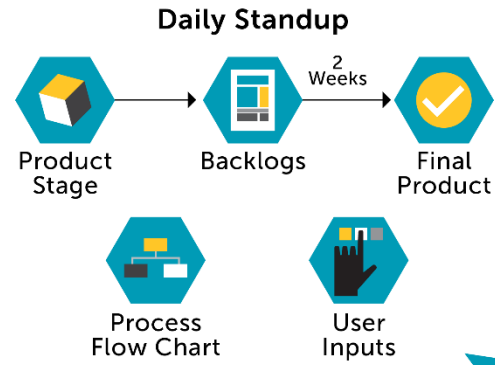 Daily Standup
2
Weeks
Product
Stage
Backlogs
Final
Product
Process
Flow Chart
User
Inputs